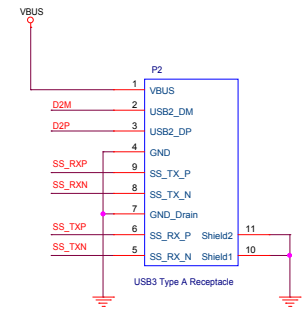 VBUS
P2
1 VBUS
D2M 2 USB2_DM
D2P 3 USB2_DP
4 GND
SS_RXP 9 SS_TX_P
SS_RXN 8 SS_TX_N
7 GND_Drain
SS_TXP 6 SS_RX_P Shield2 11
SS_TXN 5 SS_RX_N Shield1 10
USB3 Type A Receptacle